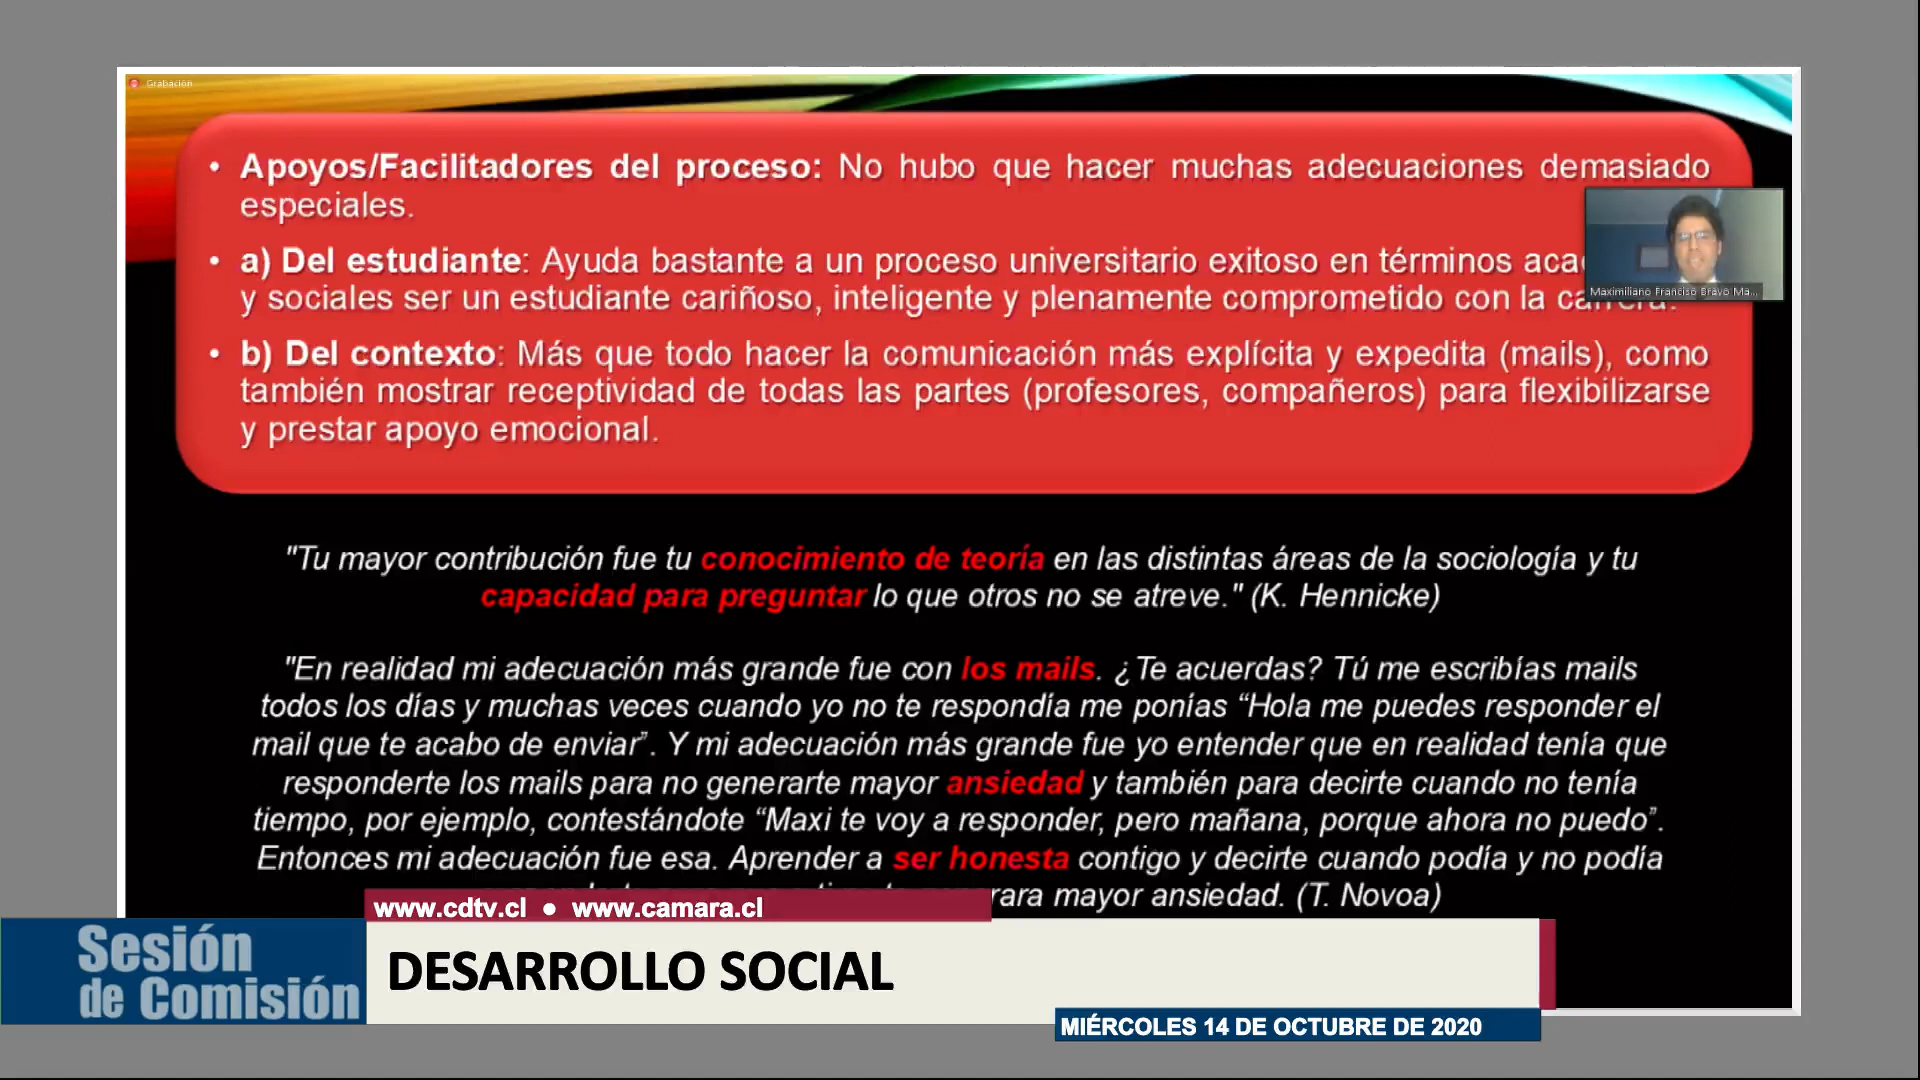 Grabación
• Apoyos/Facilitadores del proceso: No hubo que hacer muchas adecuaciones demasiado
especiales.
• a) Del estudiante: Ayuda bastante a un proceso universitario exitoso en términos
y sociales ser un estudiante cariñoso, inteligente y plenamente comprometido con la
Maximiliano Franciso Bravo Ma...
• b) Del contexto: Más que todo hacer la comunicación más explícita y expedita (mails), como
también mostrar receptividad de todas las partes (profesores, compañeros) para flexibilizarse
y prestar apoyo emocional.
"Tu mayor contribución fue tu conocimiento de teoría en las distintas áreas de la sociología y tu
capacidad para preguntar lo que otros no se atreve." (K. Hennicke)
"En realidad mi adecuación más grande fue con los mails. ¿Te acuerdas? Tú me escribías mails
todos los días y muchas veces cuando yo no te respondía me ponías “Hola me puedes responder el
mail que te acabo de enviar”. Y mi adecuación más grande fue yo entender que en realidad tenía que
responderte los mails para no generarte mayor ansiedad y también para decirte cuando no tenía
tiempo, por ejemplo, contestándote “Maxi te voy a responder, pero mañana, porque ahora no puedo”.
Entonces mi adecuación fue esa. Aprender a ser honesta contigo y decirte cuando podía y no podía
mayor ansiedad. (T. Novoa)
www.cdtv.cl ● www.camara.cl
Sesión
de Comisión
DESARROLLO SOCIAL
MIÉRCOLES 14 DE OCTUBRE DE 2020